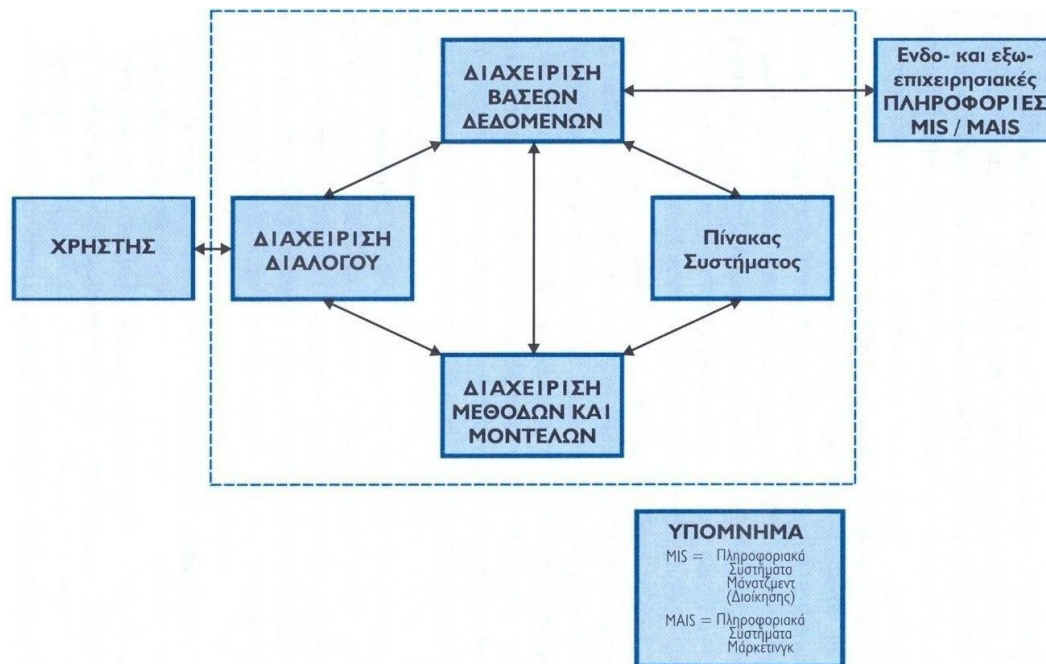 ΔΙΑΧΕΙΡΙΣΗ
ΒΑΣΕΩΝ
ΔΕΔΟΜΕΝΩΝ
Ενδο- και εξω-
επιχειρησιακές
ΠΛΗΡΟΦΟΡΙΕΣ
MIS / MAIS
ΧΡΗΣΤΗΣ
ΔΙΑΧΕΙΡΙΣΗ
ΔΙΑΛΟΓΟΥ
Πίνακας
Συστήματος
ΔΙΑΧΕΙΡΙΣΗ
ΜΕΘΟΔΩΝ ΚΑΙ
ΜΟΝΤΕΛΩΝ
ΥΠΟΜΝΗΜΑ
MIS = Πληροφοριακά
Συστήματα
Μάνατζμεντ
(Διοίκησης)
MAIS = Πληροφοριακά
Συστήματα
Μάρκετινγκ